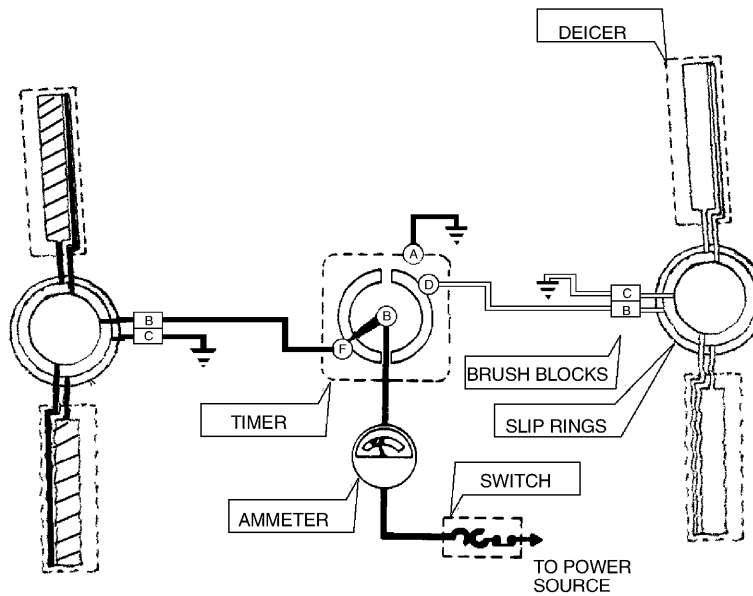 DEICER
A
D
B
F
B
C
C
B
BRUSH BLOCKS
TIMER
SLIP RINGS
SWITCH
AMMETER
TO POWER
SOURCE